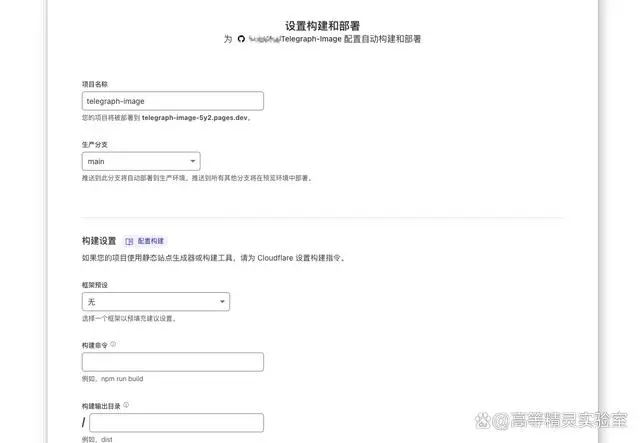 设置构建和部署
为 /Telegraph-Image 配置自动构建和部署
项目名称
telegraph-image
您的项目将被部署到 telegraph-image-5y2.pages.dev。
生产分支
main
推送到此分支将自动部署到生产环境。推送到所有其他分支将在预览环境中部署。
构建设置 配置构建
如果您的项目使用静态站点生成器或构建工具，请为 Cloudflare 设置构建指令。
框架预设
无
选择一个框架以预填充建议设置。
构建命令
例如，npm run build
构建输出目录
/
例如，dist
@高等精灵实验室